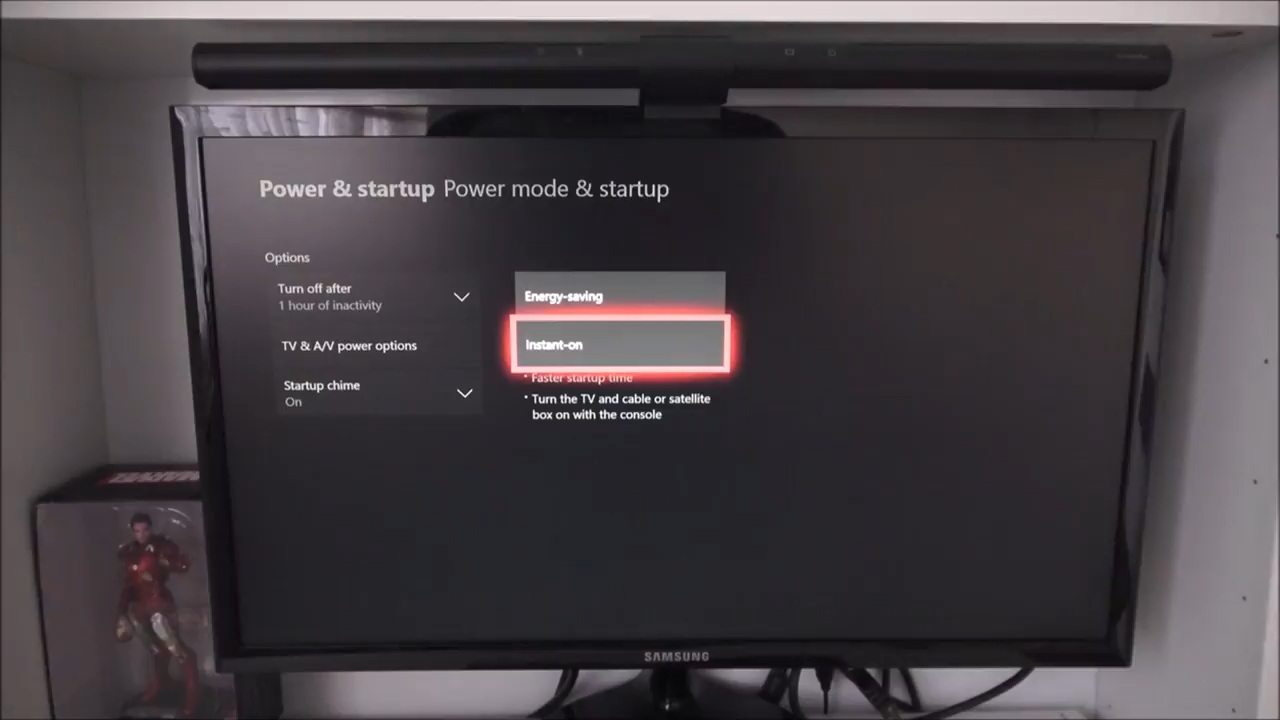 Power & startup Power mode & startup
Options
Turn off after
1 hour of inactivity
TV & A/V power options
Startup chime
On
Energy-saving
Instant-on
• Faster startup time
• Turn the TV and cable or satellite
box on with the console
MARVEL
SAMSUNG